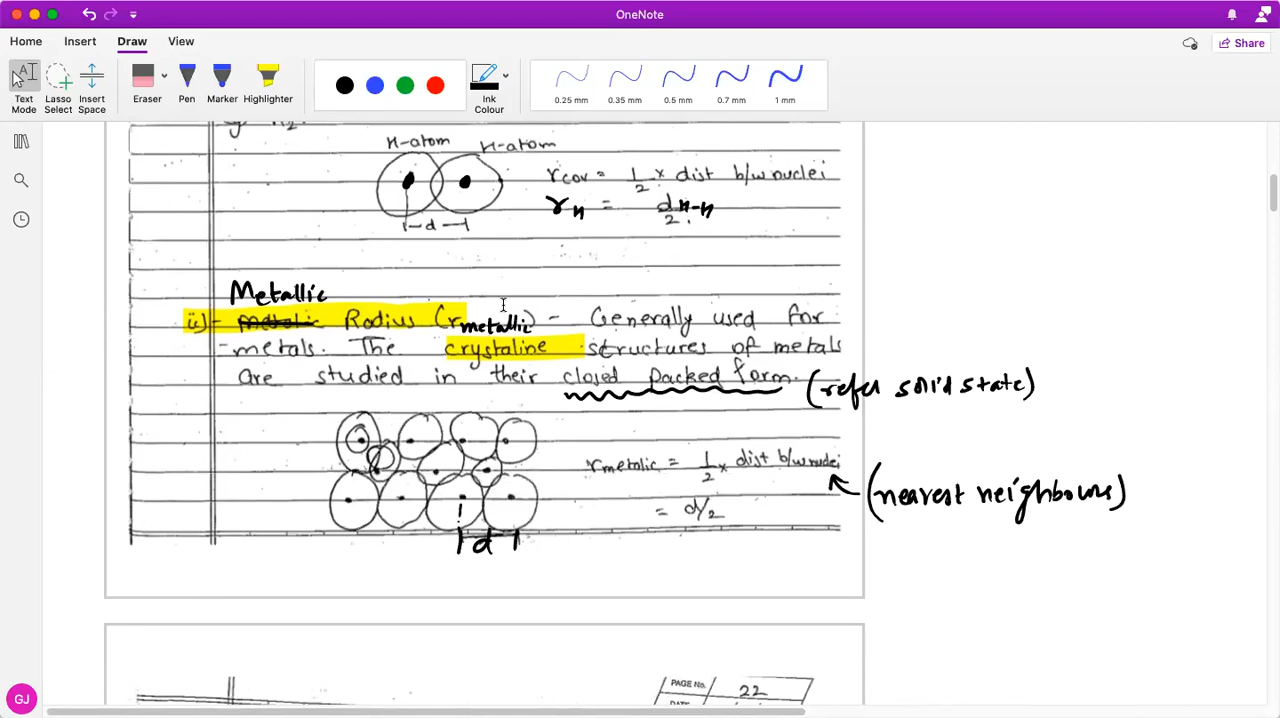 OneNote
Home Insert Draw View
Share
Text Mode
Lasso Select
Insert Space
Eraser
Pen
Marker
Highlighter
Ink Colour
0.25 mm 0.35 mm 0.5 mm 0.7 mm 1 mm
H-atom H-atom
rcov = 1/2 × dist b/w nuclei
rH = dH-H/2.
d
Metallic
ii)- Radius (rmetallic) - Generally used for
-metals. The crystaline structures of metals
are studied in their closed packed form. (refer solid state)
rmetalic = 1/2 × dist b/w nuclei
(nearest neighbours)
= d/2
d
PAGE No. 22
DATE
GJ